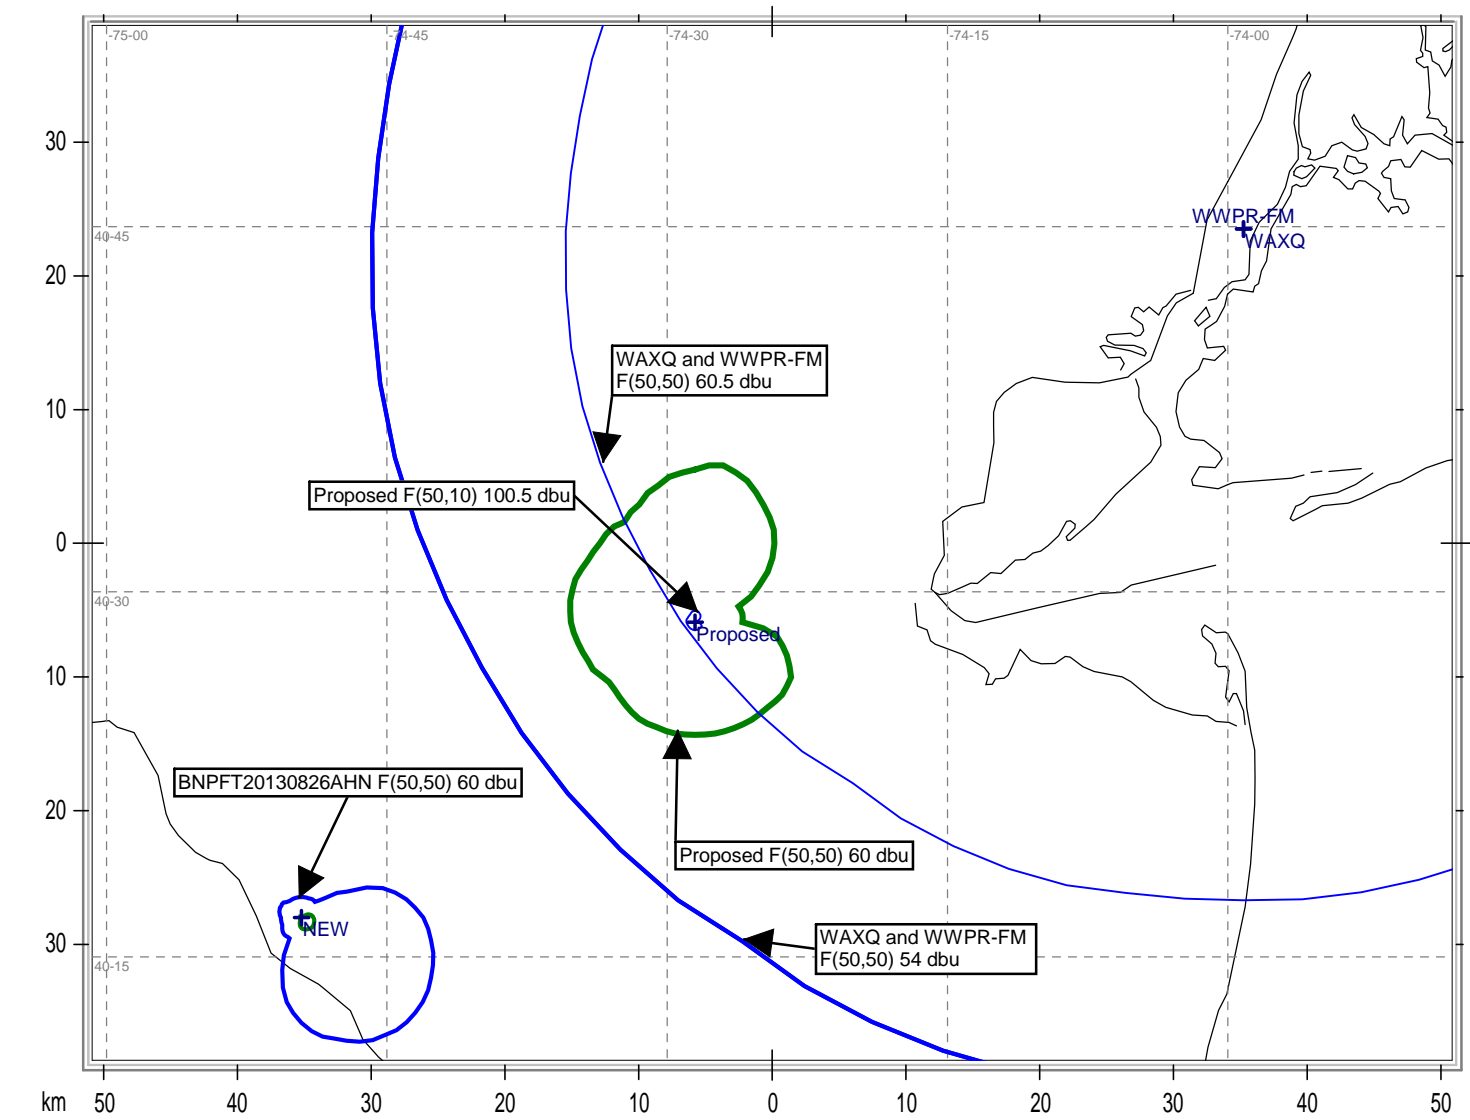 -75-00
-74-45
-74-30
-74-15
-74-00
30
WWPR-FM
40-45
WAXQ
20
WAXQ and WWPR-FM
F(50,50) 60.5 dbu
10
Proposed F(50,10) 100.5 dbu
0
40-30
Proposed
10
BNPFT20130826AHN F(50,50) 60 dbu
20
Proposed F(50,50) 60 dbu
NEW
WAXQ and WWPR-FM
F(50,50) 54 dbu
30
40-15
km 50 40 30 20 10 0 10 20 30 40 50